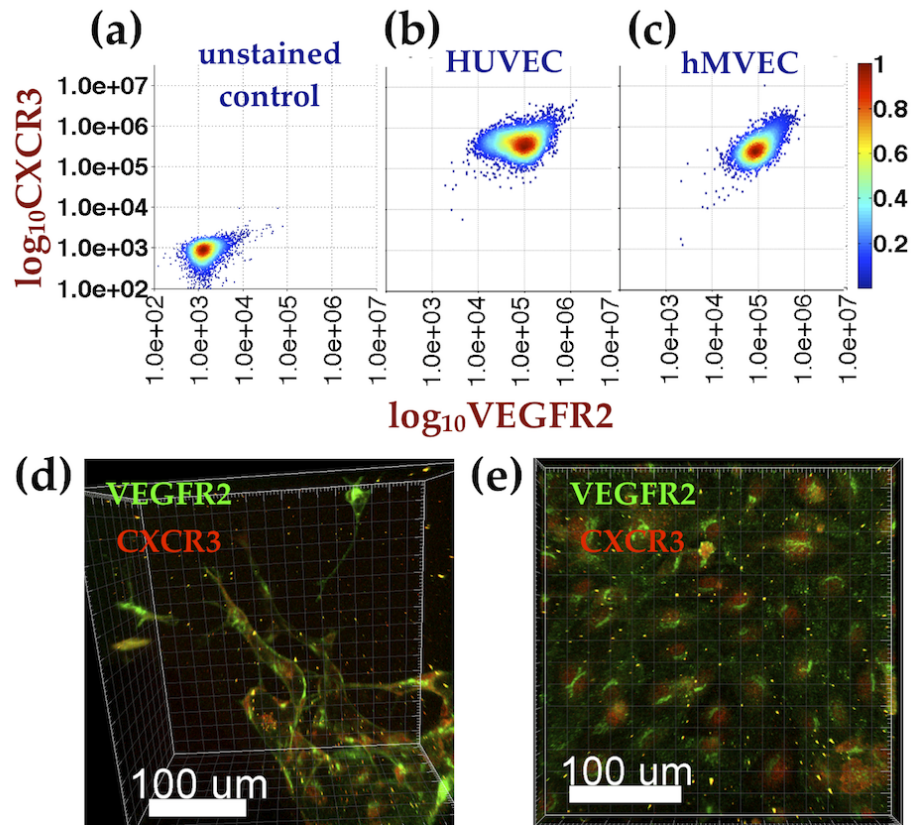 (a)
unstained
control
(b)
HUVEC
(c)
hMVEC
log₁₀CXCR3
1.0e+07
1.0e+06
1.0e+05
1.0e+04
1.0e+03
1.0e+02
1
0.8
0.6
0.4
0.2
1.0e+02
1.0e+03
1.0e+04
1.0e+05
1.0e+06
1.0e+07
1.0e+03
1.0e+04
1.0e+05
1.0e+06
1.0e+07
1.0e+03
1.0e+04
1.0e+05
1.0e+06
1.0e+07
log₁₀VEGFR2
(d)
VEGFR2
CXCR3
100 um
(e)
VEGFR2
CXCR3
100 um